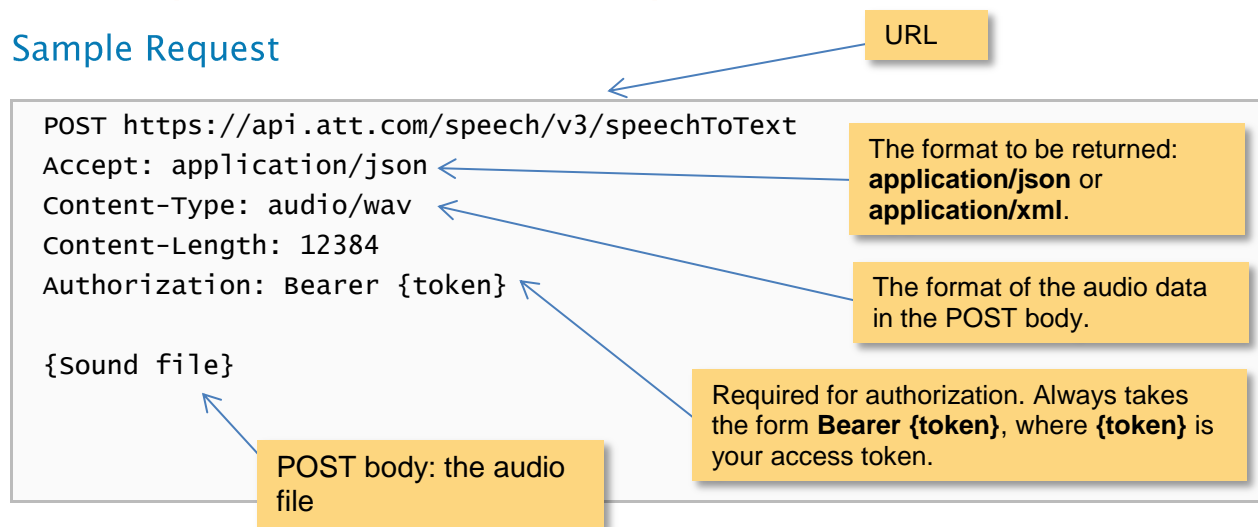 Sample Request
URL
POST https://api.att.com/speech/v3/speechToText
Accept: application/json
Content-Type: audio/wav
Content-Length: 12384
Authorization: Bearer {token}
{Sound file}
The format to be returned:
application/json or
application/xml.
The format of the audio data
in the POST body.
Required for authorization. Always takes
the form Bearer {token}, where {token} is
your access token.
POST body: the audio
file